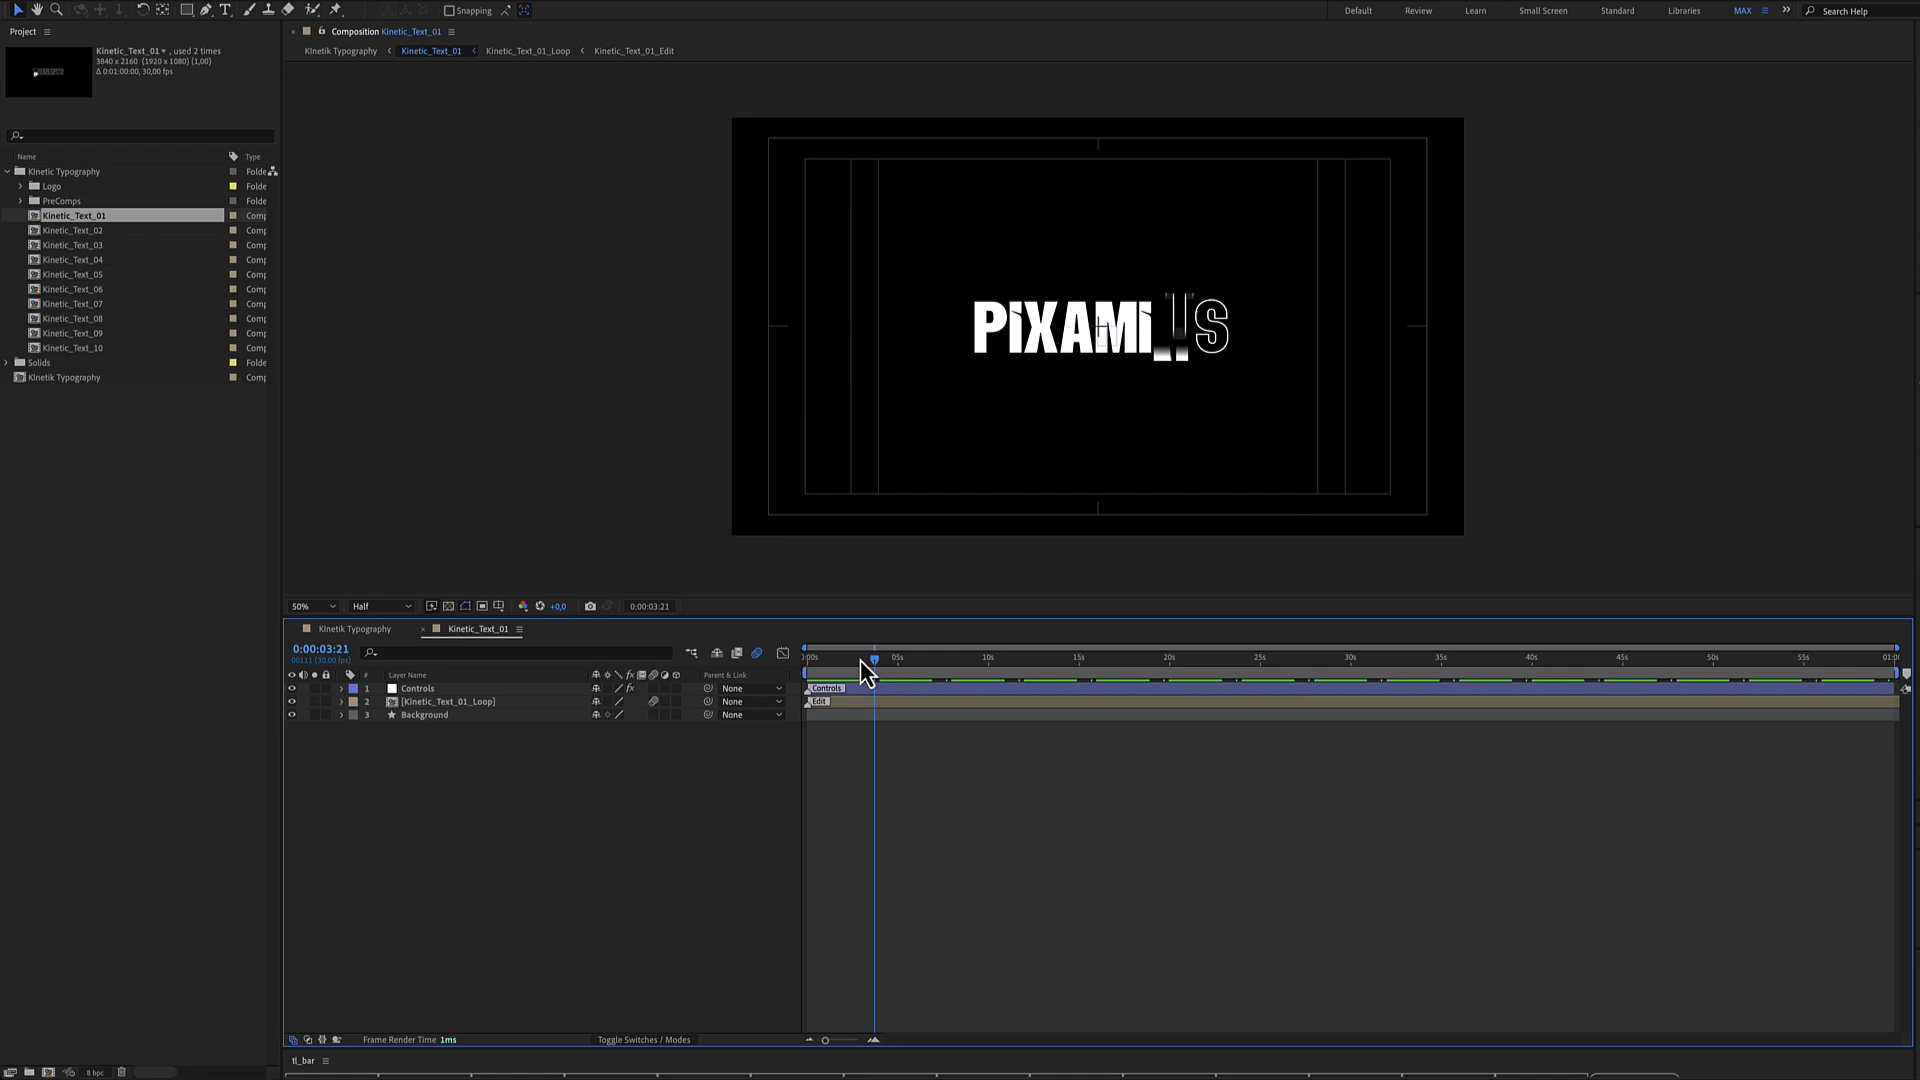 Snapping
Default
Review
Learn
Small Screen
Standard
Libraries
MAX
Search Help
Project
Composition Kinetic_Text_01
KInetik Typography
Kinetic_Text_01
Kinetic_Text_01_Loop
Kinetic_Text_01_Edit
Kinetic_Text_01, used 2 times
3840 x 2160 (1920 x 1080) (1,00)
Δ 0:01:00:00, 30,00 fps)
Name
Type
KInetic Typography
Folde
Logo
Folde
PreComps
Folde
Kinetic_Text_01
Comp
Kinetic_Text_02
Comp
Kinetic_Text_03
Comp
Kinetic_Text_04
Comp
Kinetic_Text_05
Comp
Kinetic_Text_06
Comp
Kinetic_Text_07
Comp
Kinetic_Text_08
Comp
Kinetic_Text_09
Comp
Kinetic_Text_10
Comp
Solids
Folde
KInetik Typography
Comp
PIXAMI
S
50%
Half
+0,0
0:00:03:21
KInetik Typography
Kinetic_Text_01
0:00:03:21
00111 (30.00 fps)
:00s
05s
10s
15s
20s
25s
30s
35s
40s
45s
50s
55s
01:0
#
Layer Name
Parent & Link
1
Controls
None
Controls
2
[Kinetic_Text_01_Loop]
None
Edit
3
Background
None
Frame Render Time 1ms
Toggle Switches / Modes
tl_bar
8 bpc